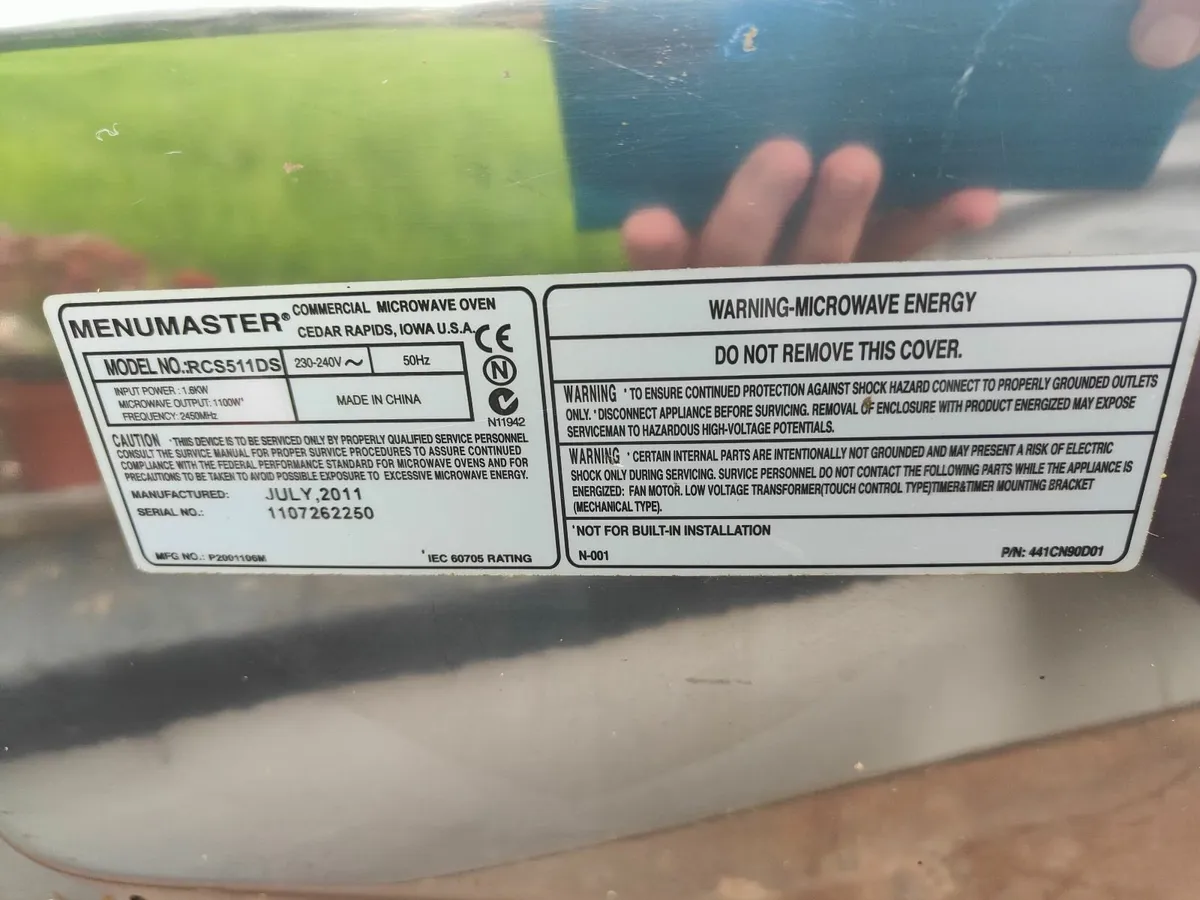 MENUMASTER® COMMERCIAL MICROWAVE OVEN
CEDAR RAPIDS, IOWA U.S.A.
CE
MODEL NO.:RCS511DS
230-240V ~
50Hz
INPUT POWER : 1.6KW
MICROWAVE OUTPUT: 1100W*
FREQUENCY: 2450MHz
MADE IN CHINA
N
N11942
CAUTION *THIS DEVICE IS TO BE SERVICED ONLY BY PROPERLY QUALIFIED SERVICE PERSONNEL
CONSULT THE SERVICE MANUAL FOR PROPER SERVICE PROCEDURES TO ASSURE CONTINUED
COMPLIANCE WITH THE FEDERAL PERFORMANCE STANDARD FOR MICROWAVE OVENS AND FOR
PRECAUTIONS TO BE TAKEN TO AVOID POSSIBLE EXPOSURE TO EXCESSIVE MICROWAVE ENERGY.
MANUFACTURED: JULY,2011
SERIAL NO.: 1107262250
MFG NO.: P2001106M
*IEC 60705 RATING
WARNING-MICROWAVE ENERGY
DO NOT REMOVE THIS COVER.
WARNING *TO ENSURE CONTINUED PROTECTION AGAINST SHOCK HAZARD CONNECT TO PROPERLY GROUNDED OUTLETS
ONLY. *DISCONNECT APPLIANCE BEFORE SURVICING. REMOVAL OF ENCLOSURE WITH PRODUCT ENERGIZED MAY EXPOSE
SERVICEMAN TO HAZARDOUS HIGH-VOLTAGE POTENTIALS.
WARNING *CERTAIN INTERNAL PARTS ARE INTENTIONALLY NOT GROUNDED AND MAY PRESENT A RISK OF ELECTRIC
SHOCK ONLY DURING SERVICING. SURVICE PERSONNEL DO NOT CONTACT THE FOLLOWING PARTS WHILE THE APPLIANCE IS
ENERGIZED: FAN MOTOR. LOW VOLTAGE TRANSFORMER(TOUCH CONTROL TYPE)TIMER&TIMER MOUNTING BRACKET
(MECHANICAL TYPE).
*NOT FOR BUILT-IN INSTALLATION
N-001
P/N: 441CN90D01